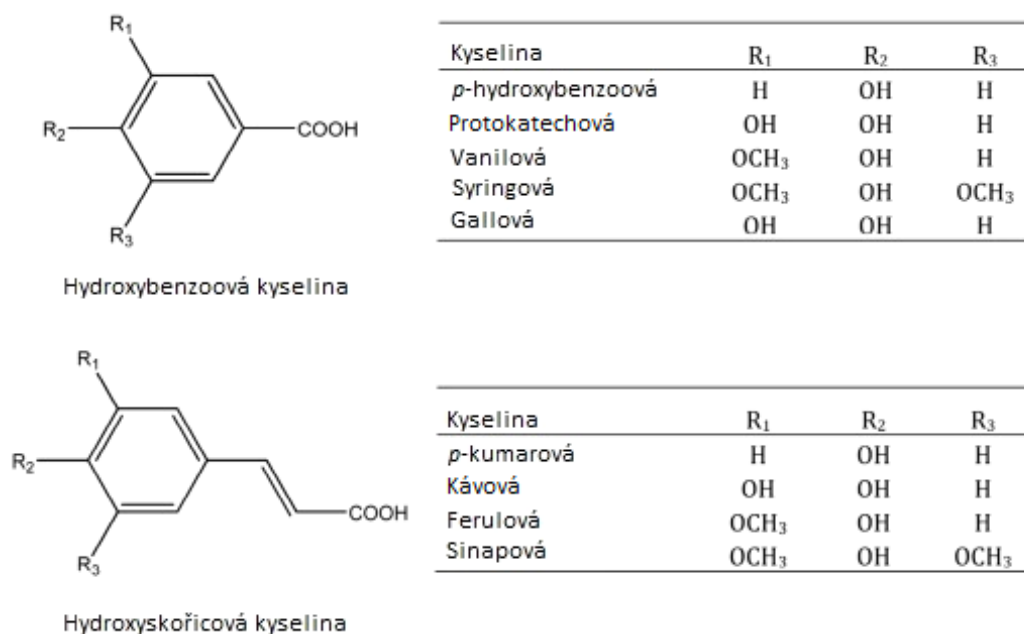 R₁
R₂
COOH
R₃
Hydroxybenzoová kyselina
Kyselina R₁ R₂ R₃
p-hydroxybenzoová H OH H
Protokatechová OH OH H
Vanilová OCH₃ OH H
Syringová OCH₃ OH OCH₃
Gallová OH OH H
R₁
R₂
COOH
R₃
Hydroxyskořicová kyselina
Kyselina R₁ R₂ R₃
p-kumarová H OH H
Kávová OH OH H
Ferulová OCH₃ OH H
Sinapová OCH₃ OH OCH₃